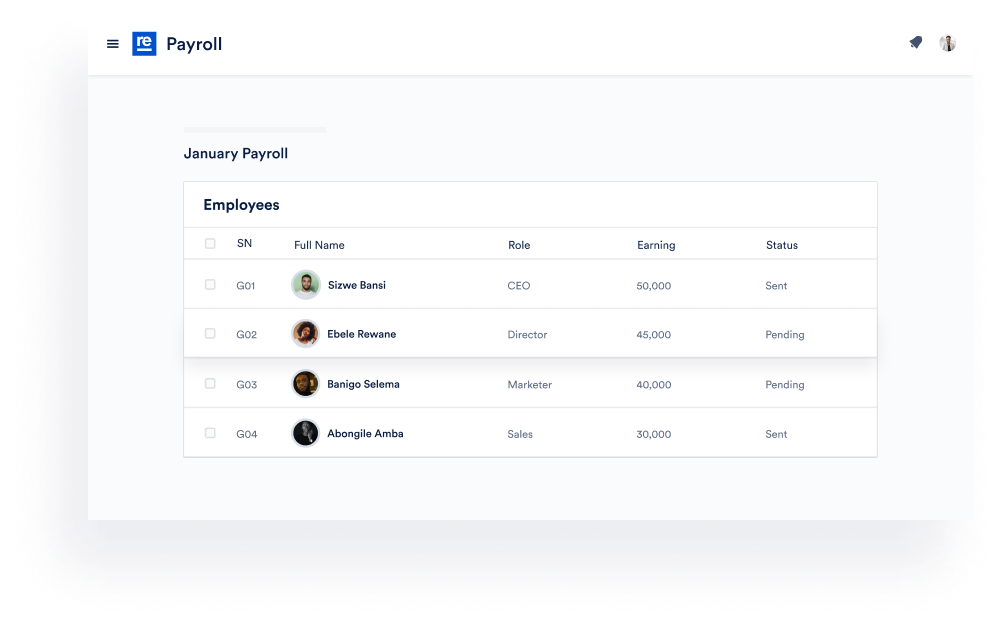 re Payroll
January Payroll
Employees
SN Full Name Role Earning Status
G01 Sizwe Bansi CEO 50,000 Sent
G02 Ebele Rewane Director 45,000 Pending
G03 Banigo Selema Marketer 40,000 Pending
G04 Abongile Amba Sales 30,000 Sent